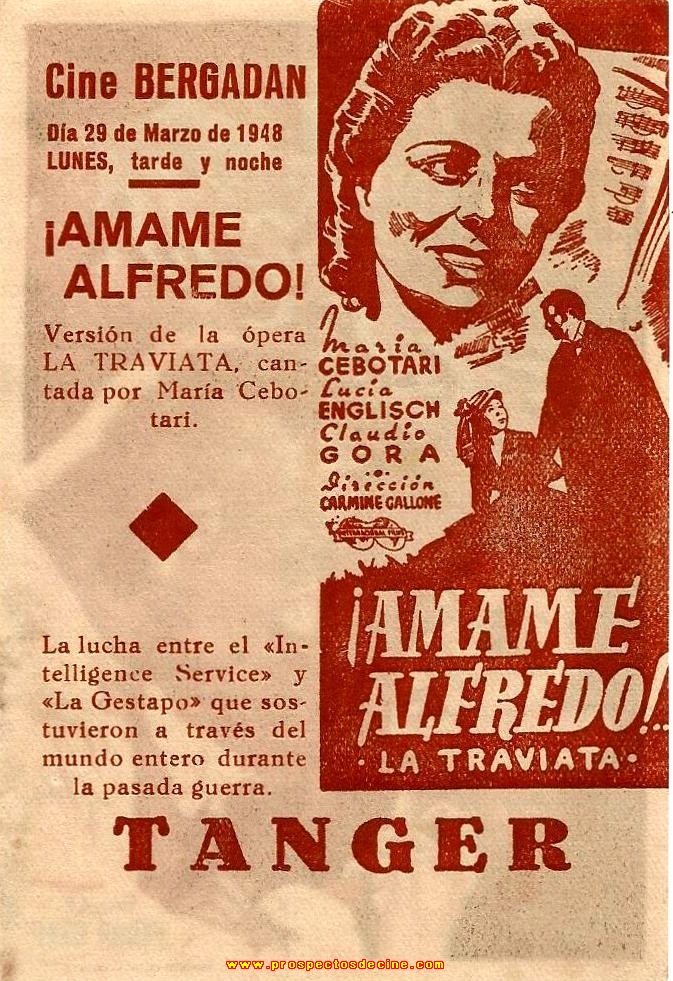 Cine BERGADAN
Día 29 de Marzo de 1948
LUNES, tarde y noche
¡AMAME
ALFREDO!
Versión de la ópera
LA TRAVIATA, can-
tada por María Cebo-
tari.
María
CEBOTARI
Lucía
ENGLISCH
Claudio
GORA
Dirección
CARMINE GALLONE
¡AMAME
ALFREDO!..
·LA TRAVIATA·
La lucha entre el «In-
telligence Service» y
«La Gestapo» que sos-
tuvieron a través del
mundo entero durante
la pasada guerra.
TANGER
www.prospectosdecine.com